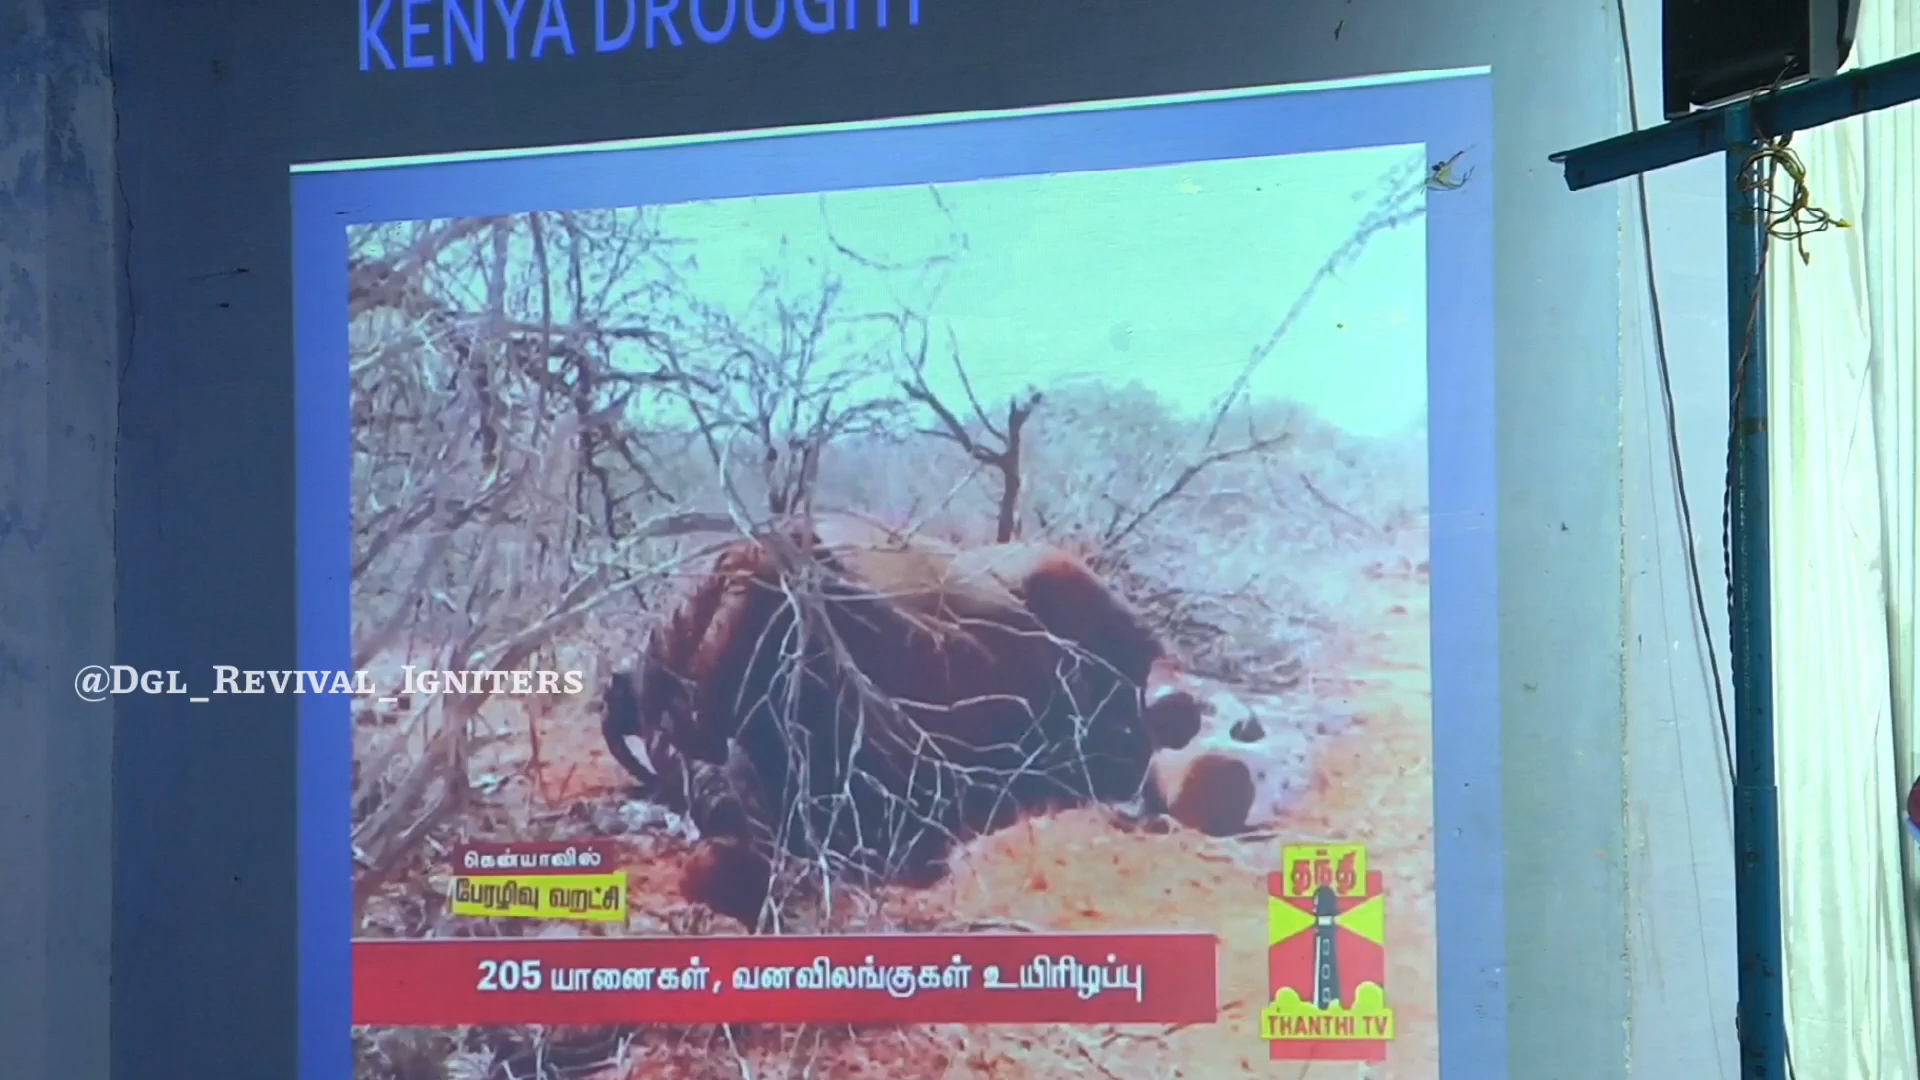 KENYA DROUGHT
@DGL_REVIVAL_IGNITERS
கென்யாவில்
பேரழிவு வறட்சி
தந்தி
205 யானைகள், வனவிலங்குகள் உயிரிழப்பு
THANTHI TV